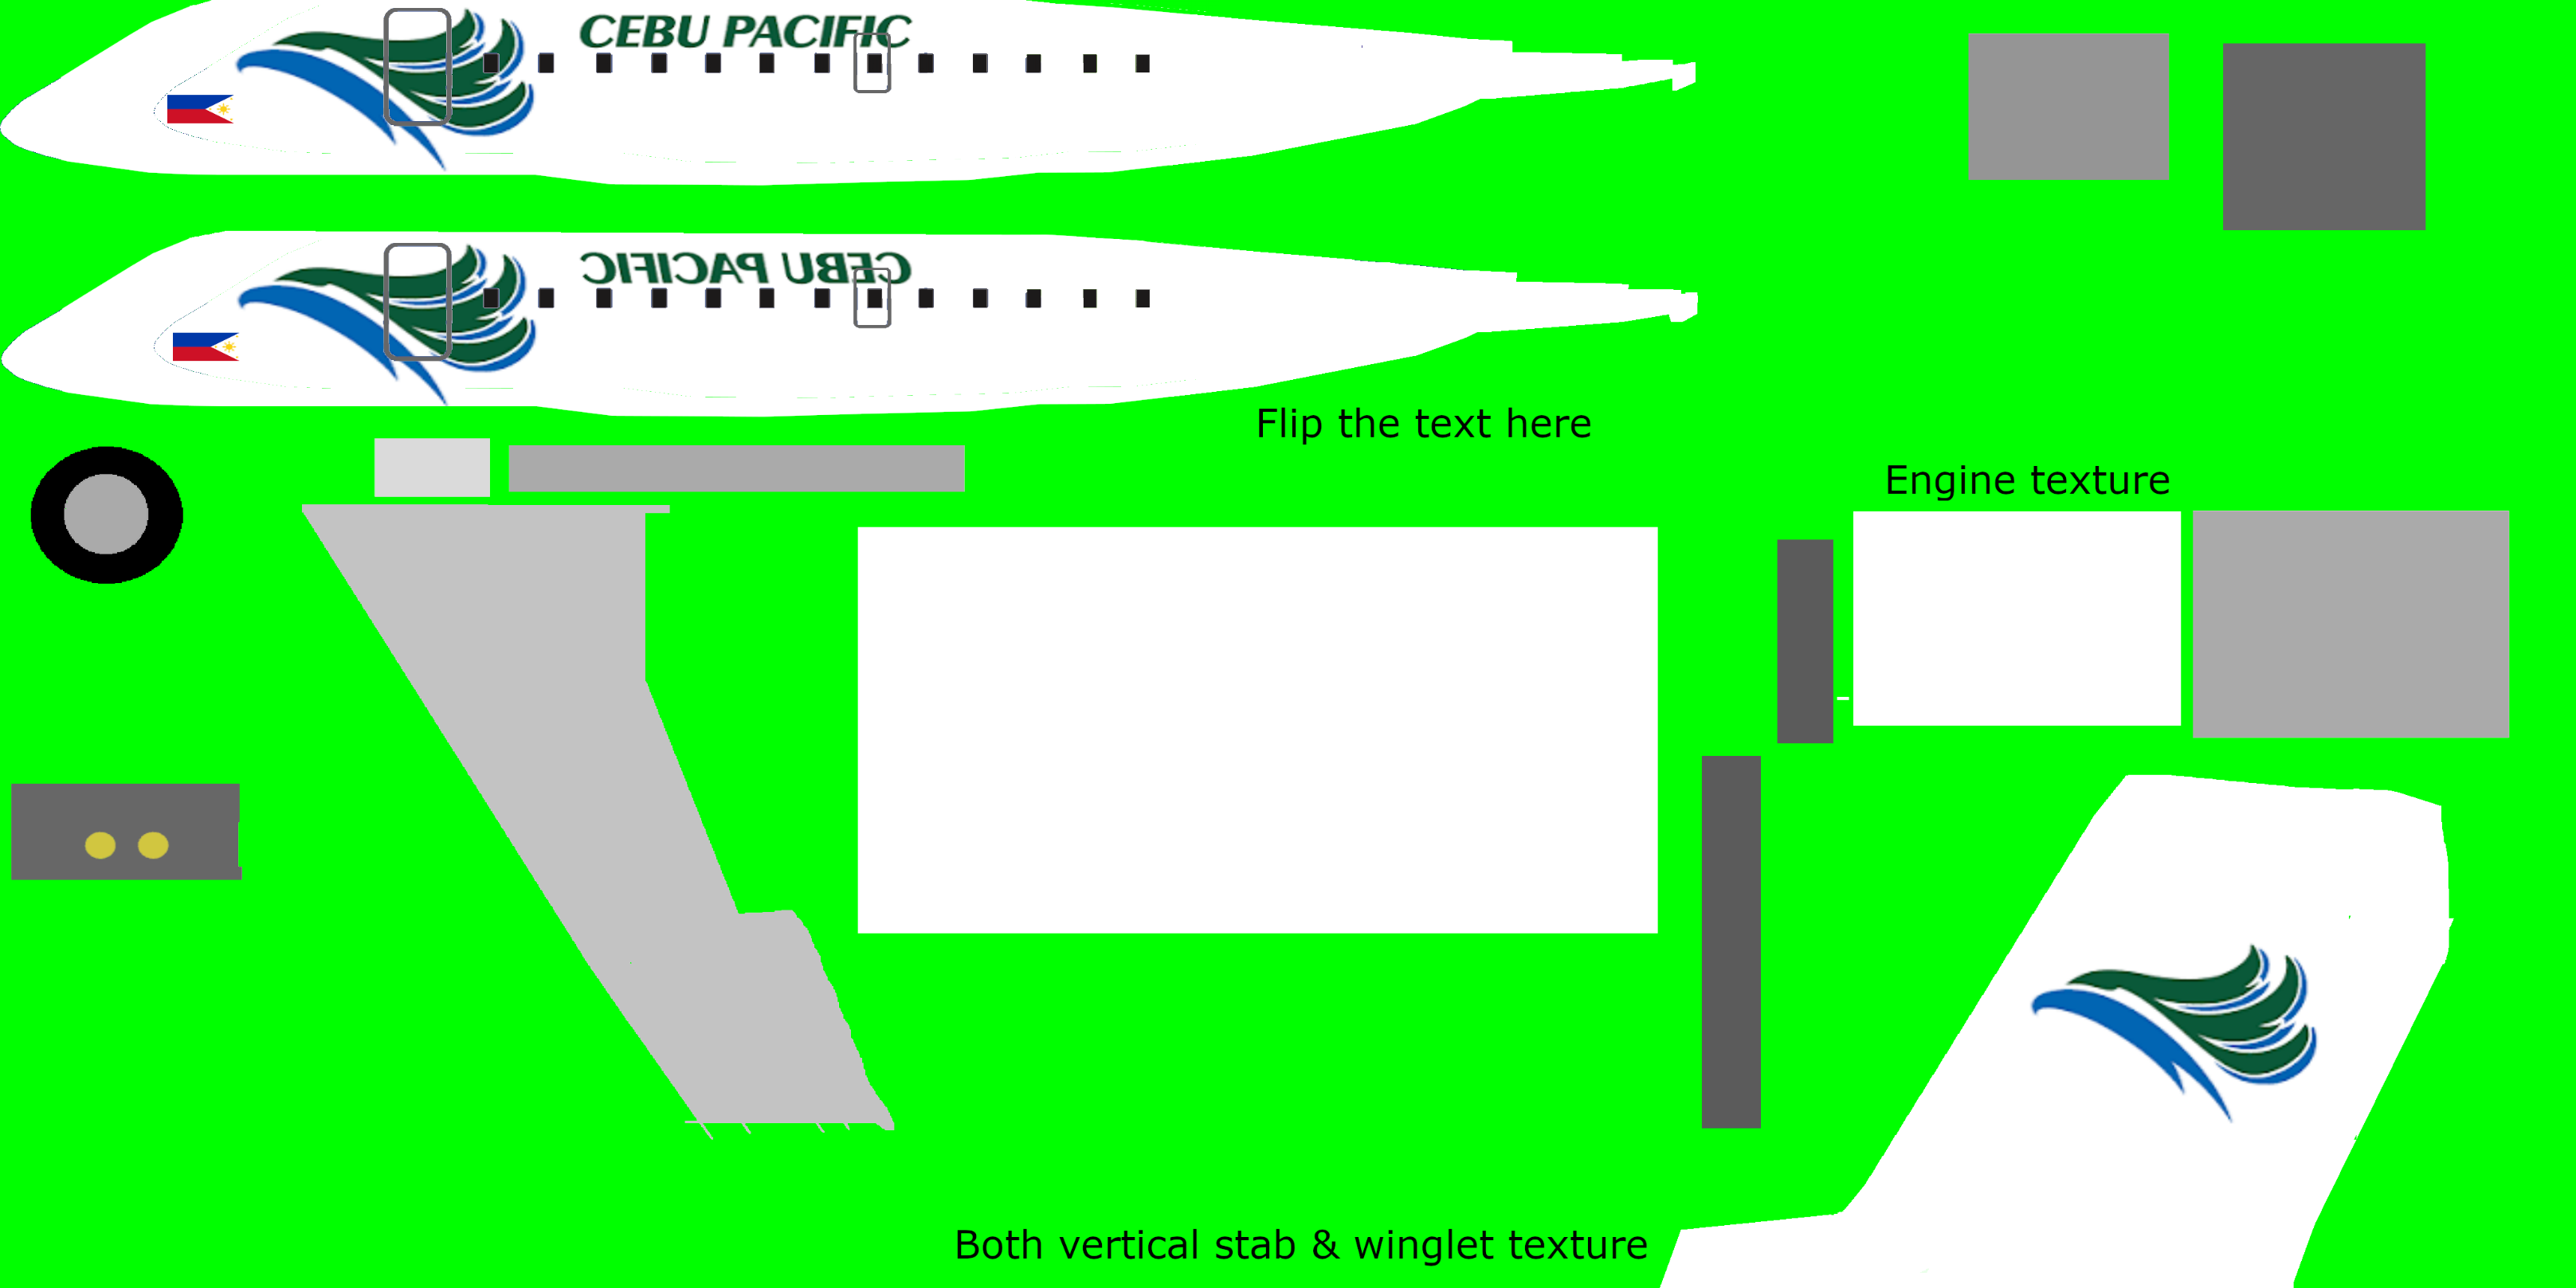 CEBU PACIFIC
CEBU PACIFIC
Flip the text here
Engine texture
Both vertical stab & winglet texture